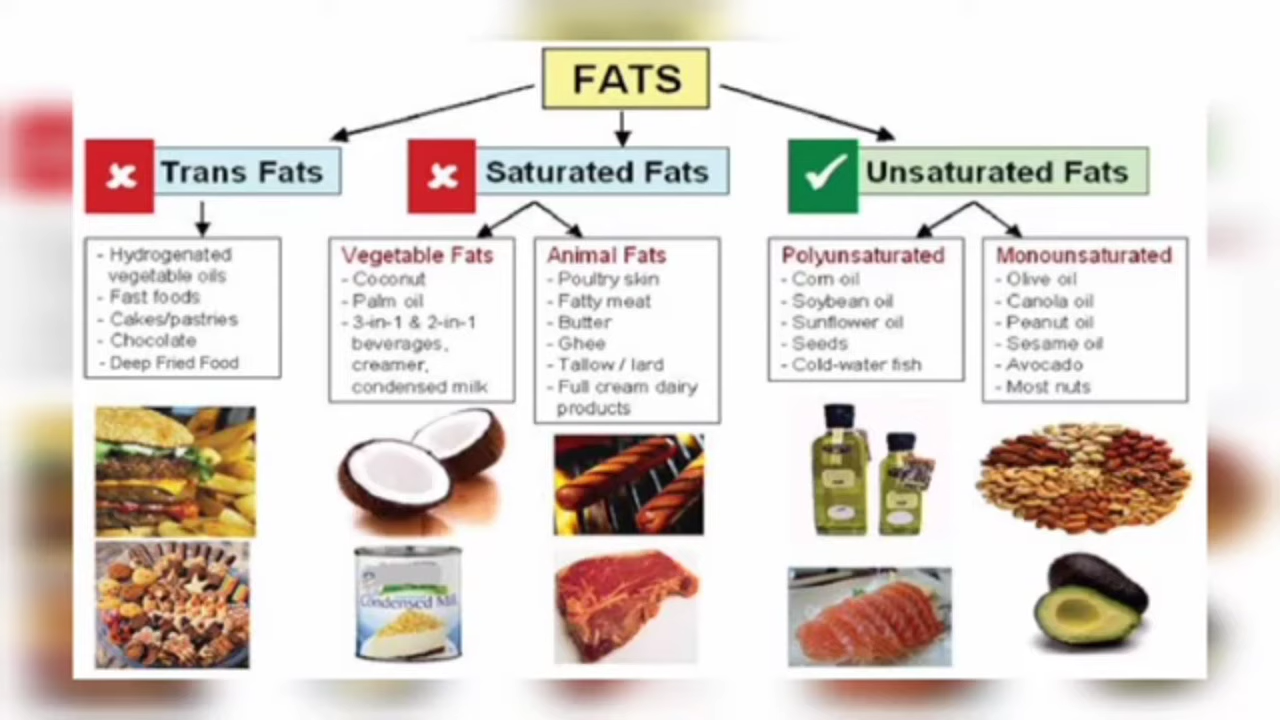 FATS
Trans Fats
- Hydrogenated
vegetable oils
- Fast foods
- Cakes/pastries
- Chocolate
- Deep Fried Food
Saturated Fats
Vegetable Fats
- Coconut
- Palm oil
- 3-in-1 & 2-in-1
beverages,
creamer,
condensed milk
Animal Fats
- Poultry skin
- Fatty meat
- Butter
- Ghee
- Tallow / lard
- Full cream dairy
products
Unsaturated Fats
Polyunsaturated
- Corn oil
- Soybean oil
- Sunflower oil
- Seeds
- Cold-water fish
Monounsaturated
- Olive oil
- Canola oil
- Peanut oil
- Sesame oil
- Avocado
- Most nuts
Condensed